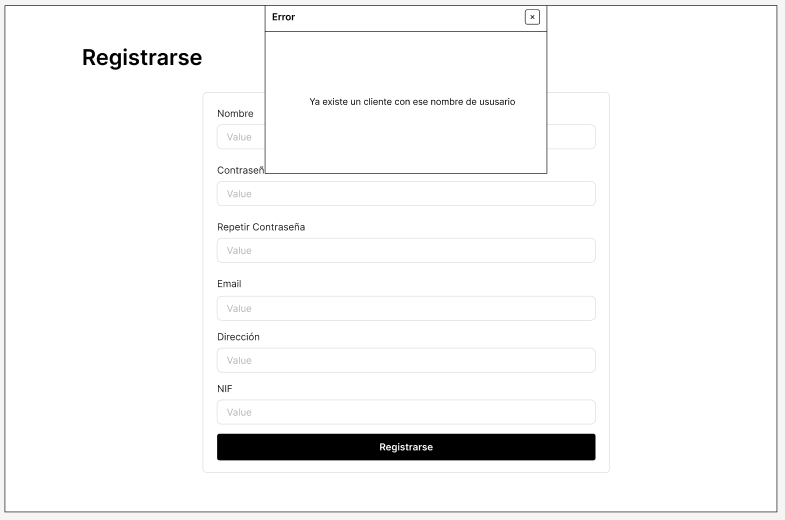 Error
×
Registrarse
Ya existe un cliente con ese nombre de ususario
Nombre
Value
Contraseñ
Value
Repetir Contraseña
Value
Email
Value
Dirección
Value
NIF
Value
Registrarse